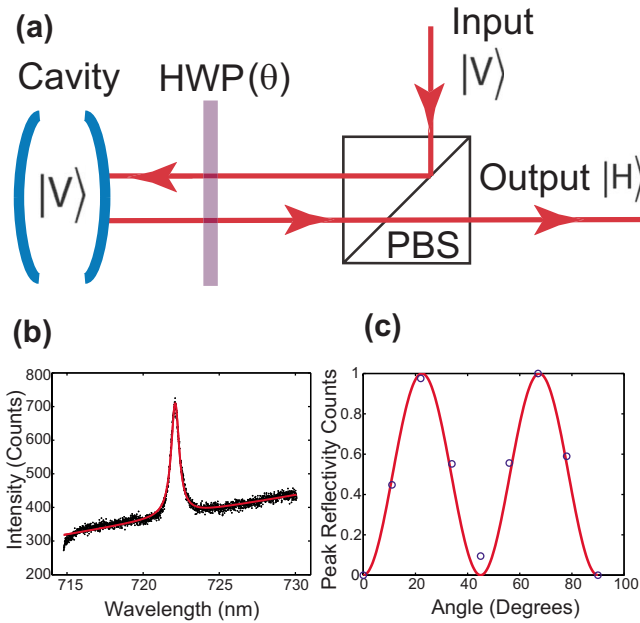 (a)
Input
|V⟩
Cavity
HWP(θ)
|V⟩
Output |H⟩
PBS
(b)
Intensity (Counts)
800
700
600
500
400
300
200
715
720
725
730
Wavelength (nm)
(c)
Peak Reflectivity Counts
1
0.8
0.6
0.4
0.2
0
0
20
40
60
80
100
Angle (Degrees)